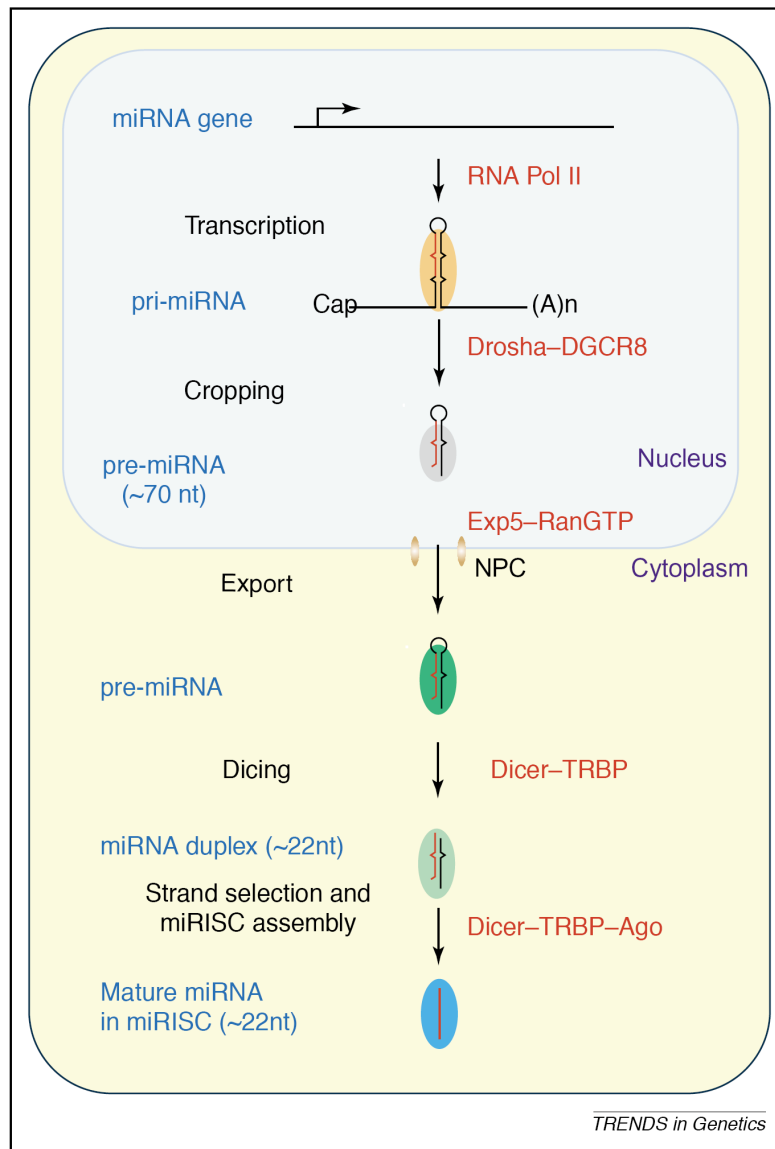 miRNA gene
RNA Pol II
Transcription
pri-miRNA
Cap
(A)n
Drosha–DGCR8
Cropping
pre-miRNA
(~70 nt)
Nucleus
Exp5–RanGTP
NPC
Cytoplasm
Export
pre-miRNA
Dicing
Dicer–TRBP
miRNA duplex (~22nt)
Strand selection and
miRISC assembly
Dicer–TRBP–Ago
Mature miRNA
in miRISC (~22nt)
TRENDS in Genetics